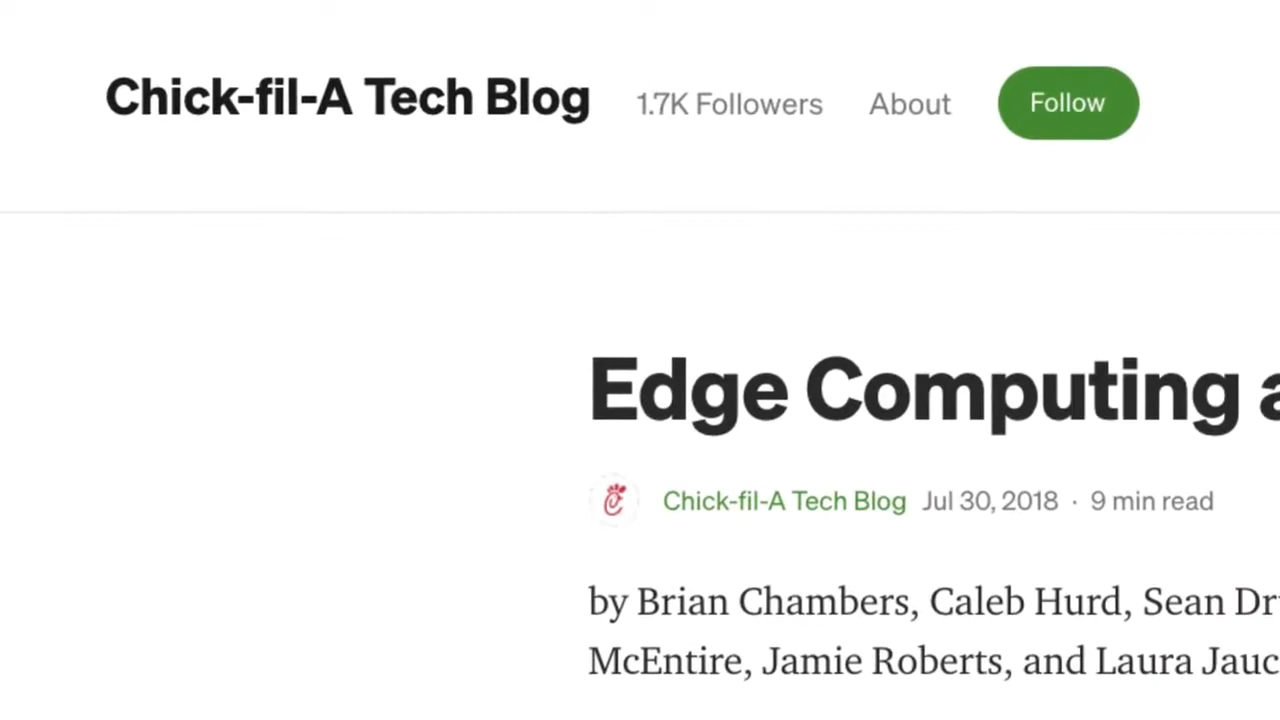 Chick-fil-A Tech Blog 1.7K Followers About Follow
Edge Computing
Chick-fil-A Tech Blog Jul 30, 2018 · 9 min read
by Brian Chambers, Caleb Hurd, Sean
McEntire, Jamie Roberts, and Laura